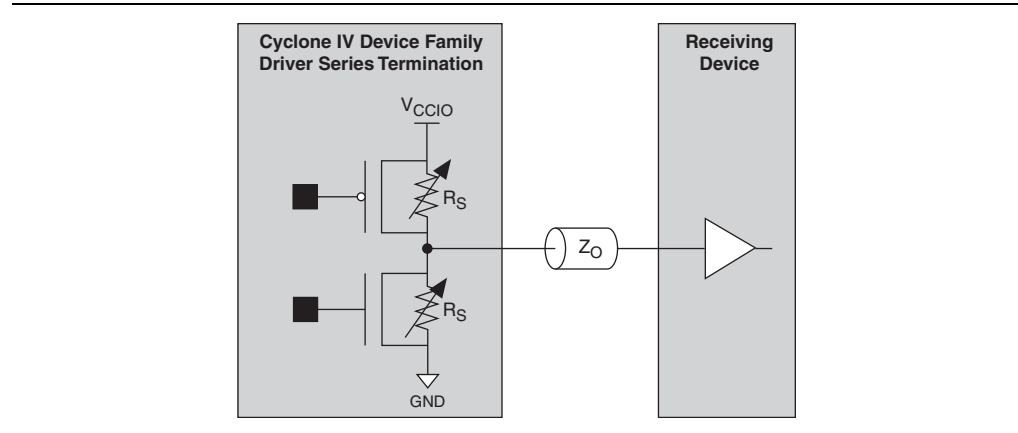 Cyclone IV Device Family
Driver Series Termination
Receiving
Device
VCCIO
RS
ZO
RS
GND